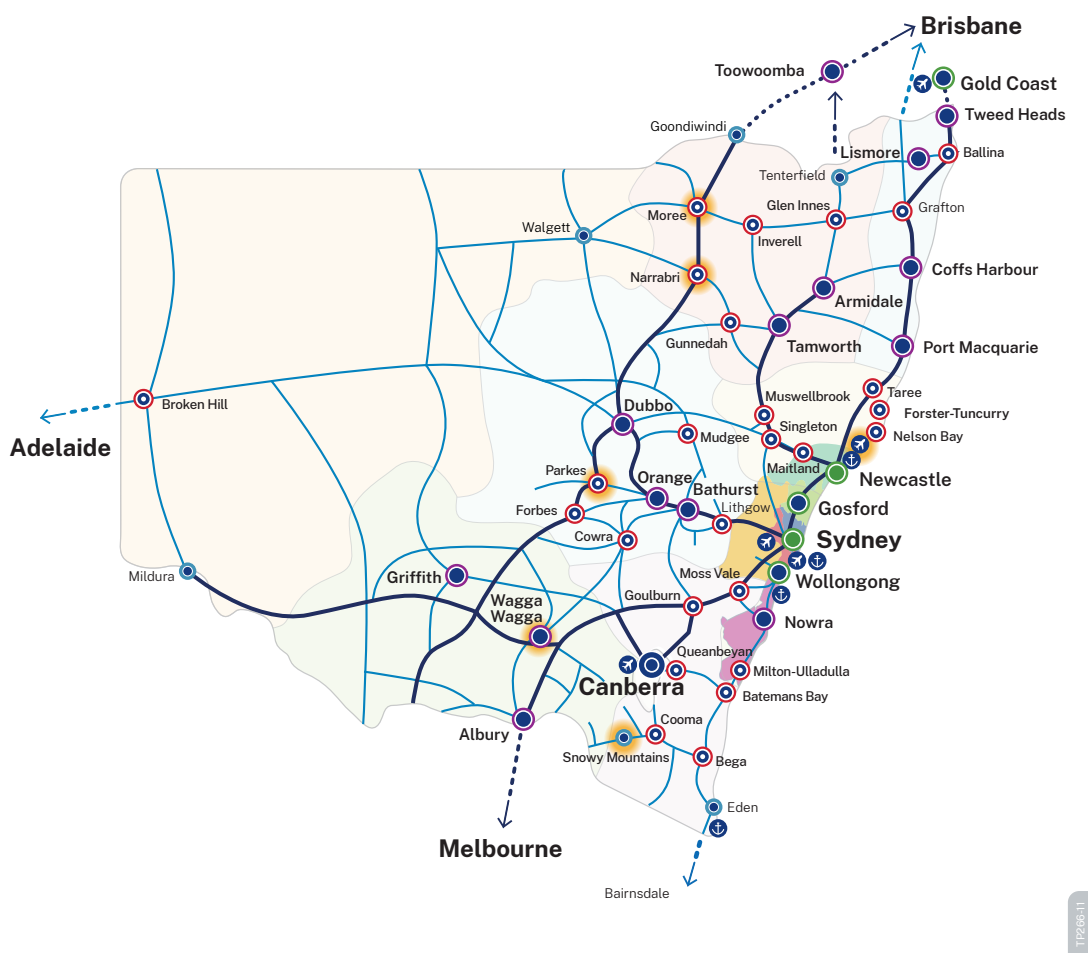 Brisbane
Toowoomba
Gold Coast
Tweed Heads
Goondiwindi
Lismore
Ballina
Tenterfield
Glen Innes
Grafton
Moree
Walgett
Inverell
Narrabri
Coffs Harbour
Armidale
Gunnedah
Tamworth
Port Macquarie
Taree
Muswellbrook
Broken Hill
Dubbo
Forster-Tuncurry
Singleton
Mudgee
Nelson Bay
Adelaide
Maitland
Parkes
Orange
Newcastle
Bathurst
Lithgow
Gosford
Forbes
Cowra
Sydney
Mildura
Griffith
Moss Vale
Wollongong
Goulburn
Wagga
Wagga
Nowra
Queanbeyan
Milton-Ulladulla
Canberra
Batemans Bay
Cooma
Albury
Snowy Mountains
Bega
Eden
Melbourne
Bairnsdale
TP266-11